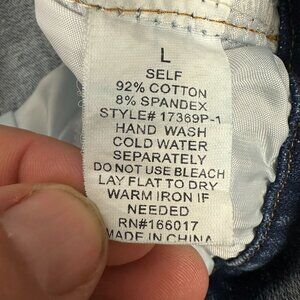 L
SELF
92% COTTON
8% SPANDEX
STYLE# 17369P-1
HAND WASH
COLD WATER
SEPARATELY
DO NOT USE BLEACH
LAY FLAT TO DRY
WARM IRON IF
NEEDED
RN#166017
MADE IN CHINA